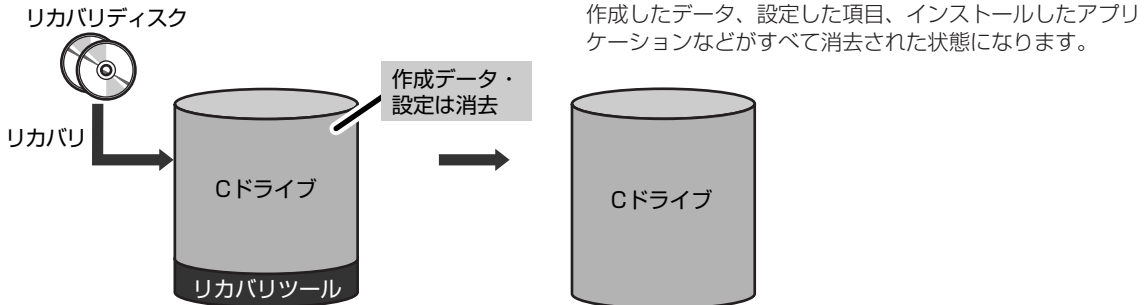 リカバリディスク
作成したデータ、設定した項目、インストールしたアプリ
ケーションなどがすべて消去された状態になります。
作成データ・
設定は消去
リカバリ
Cドライブ
リカバリツール
Cドライブ